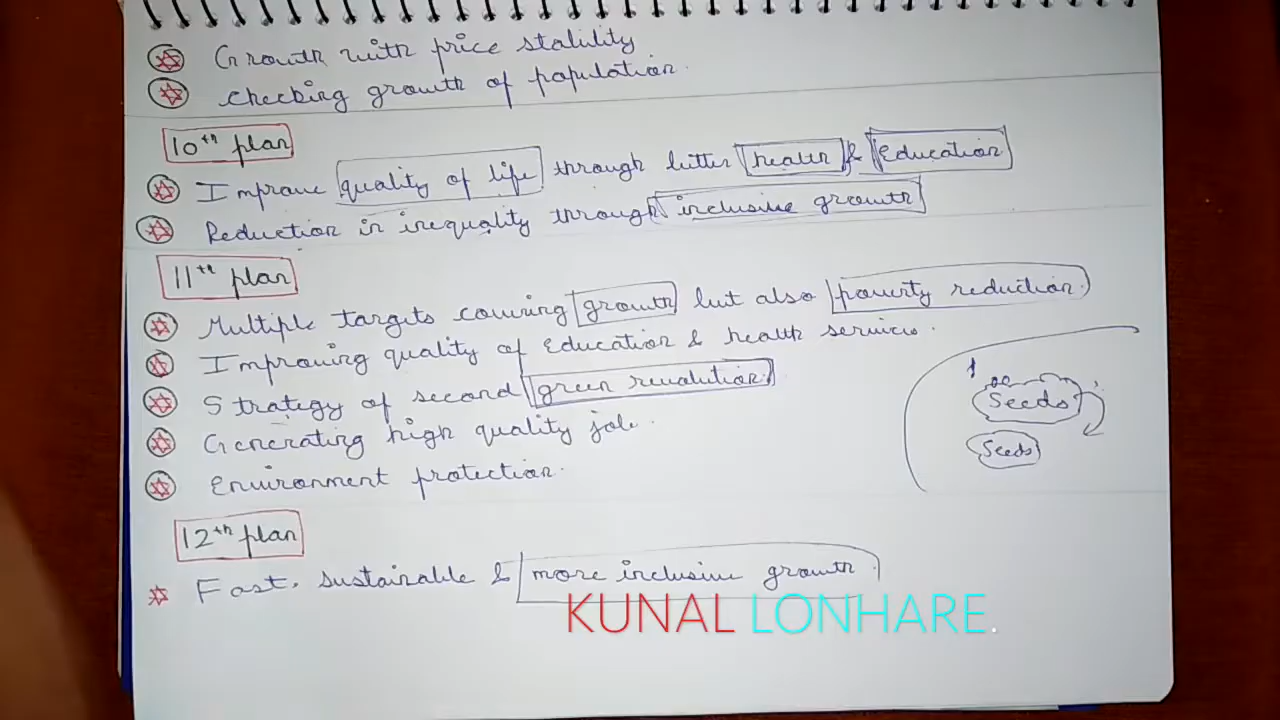 Growth with price stability
checking growth of population.
10th plan
Improve quality of life through better health & Education
Reduction in inequality through inclusive growth
11th plan
Multiple targets covering growth but also poverty reduction.
Improving quality of Education & health services.
Strategy of second green revolution.
Seeds
Generating high quality job.
Seeds
Environment protection.
12th plan
Fast, sustainable & more inclusive growth.
KUNAL LONHARE.